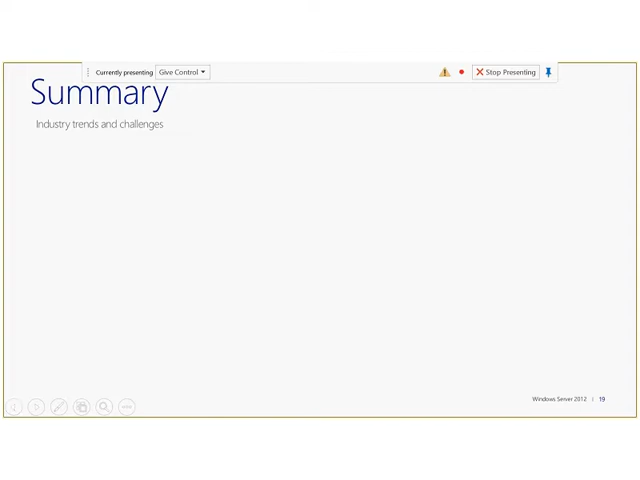 Currently presenting Give Control Stop Presenting
Summary
Industry trends and challenges
Windows Server 2012 | 19